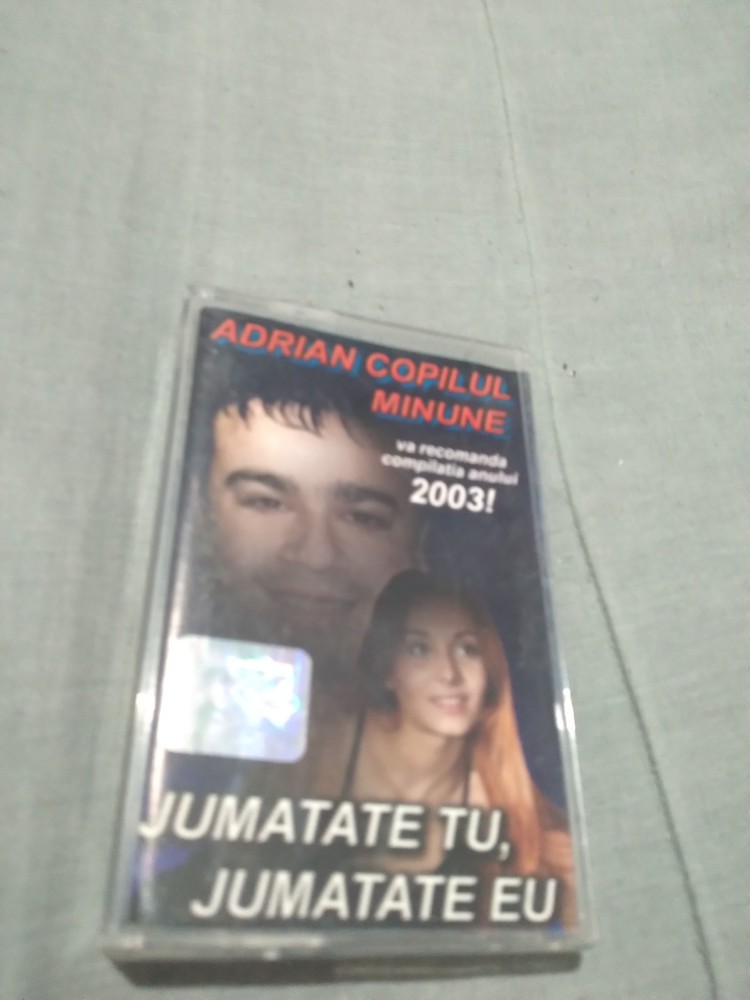 ADRIAN COPILUL
MINUNE
va recomanda
compilatia anului
2003!
JUMATATE TU,
JUMATATE EU